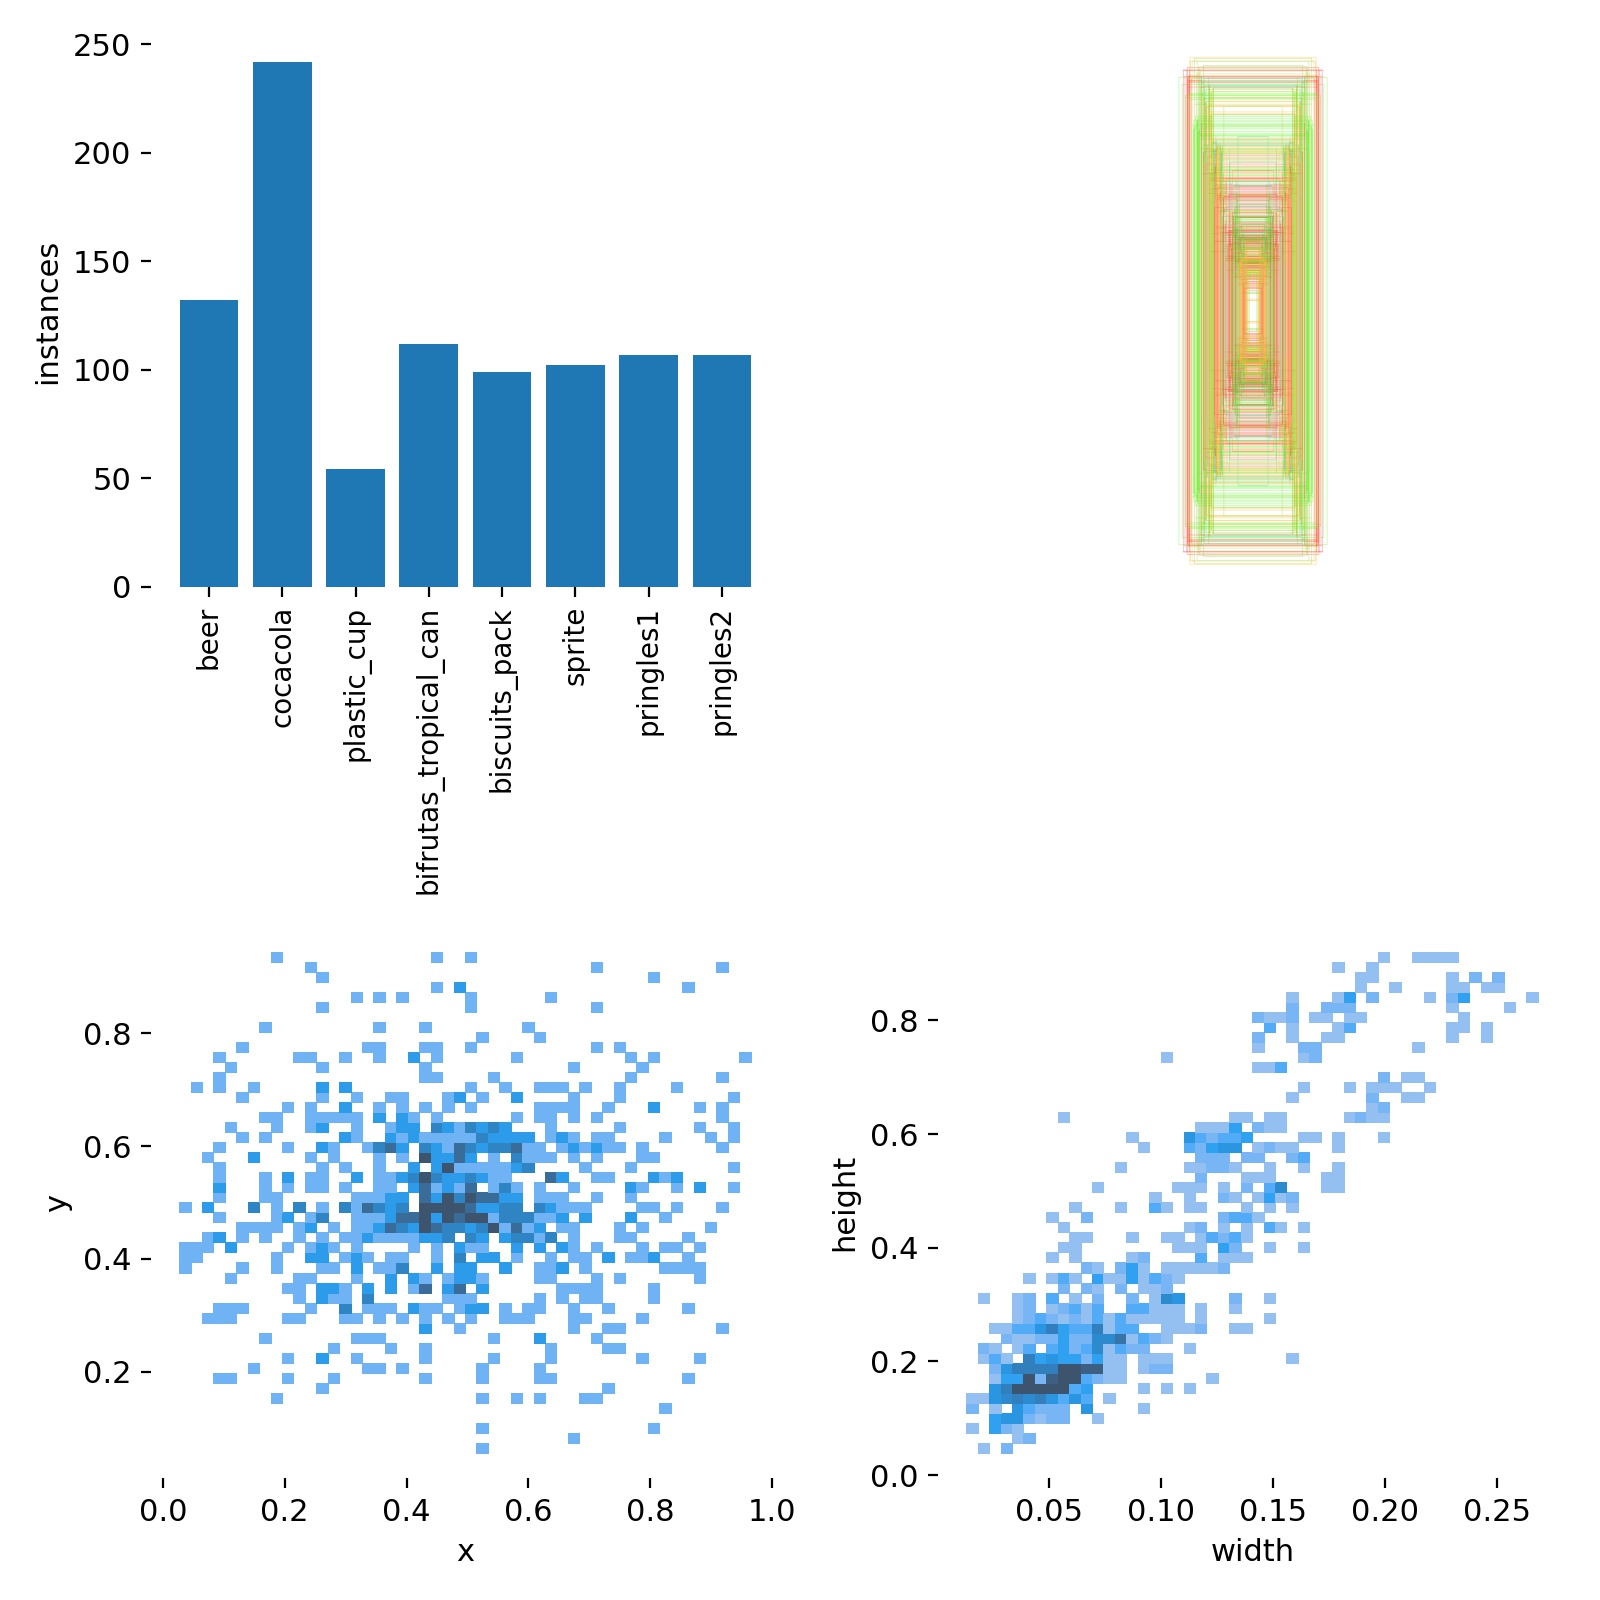 250
200
150
100
50
0
instances
beer
cocacola
plastic_cup
bifrutas_tropical_can
biscuits_pack
sprite
pringles1
pringles2
0.8
0.6
0.4
0.2
y
0.0 0.2 0.4 0.6 0.8 1.0
x
0.8
0.6
0.4
0.2
0.0
height
0.05 0.10 0.15 0.20 0.25
width